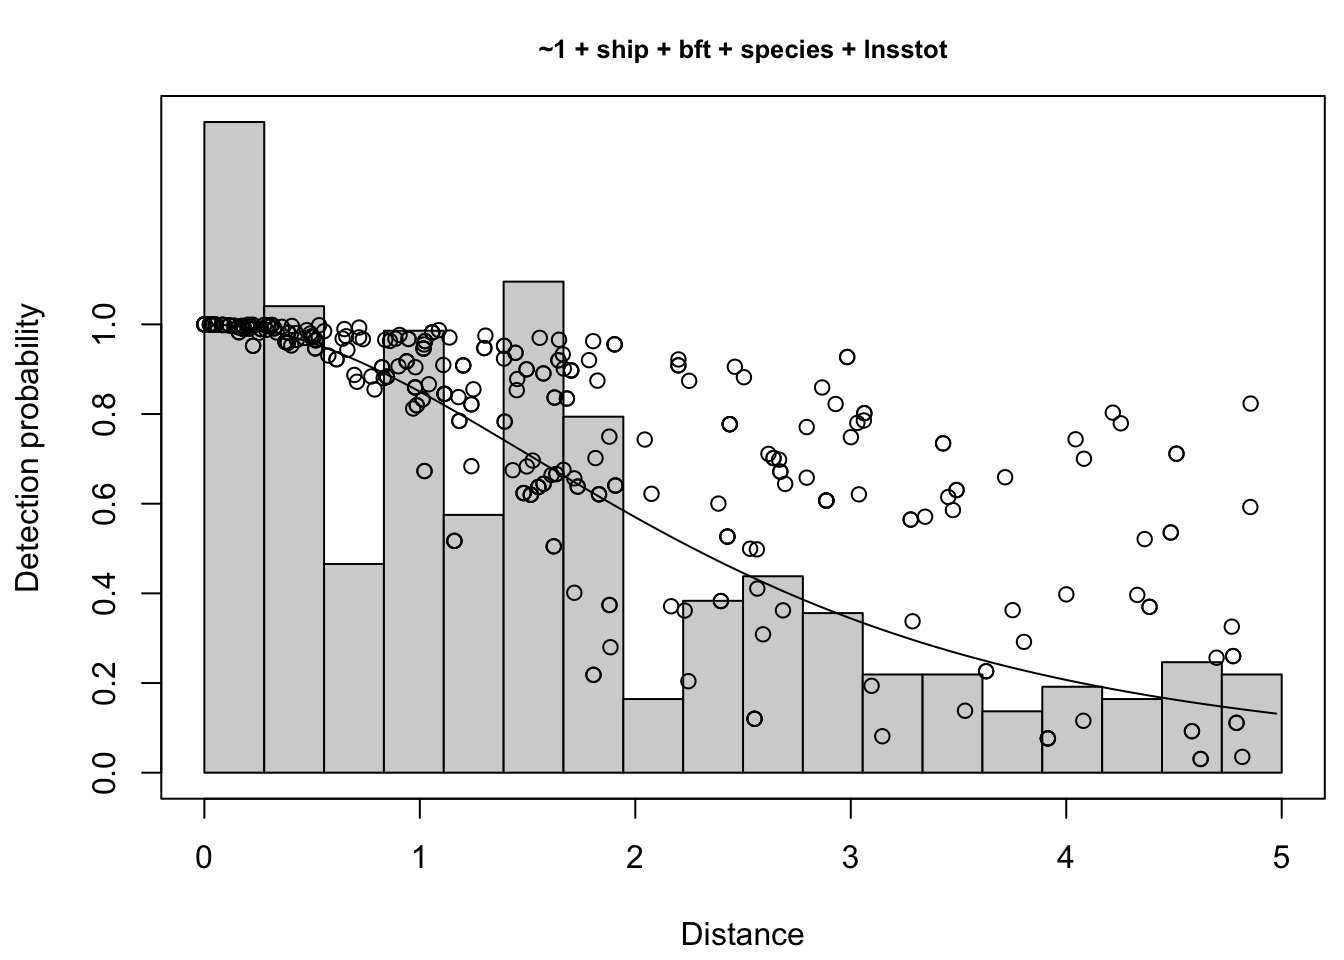 ~1 + ship + bft + species + lnsstot
Detection probability
1.0
0.8
0.6
0.4
0.2
0.0
0 1 2 3 4 5
Distance